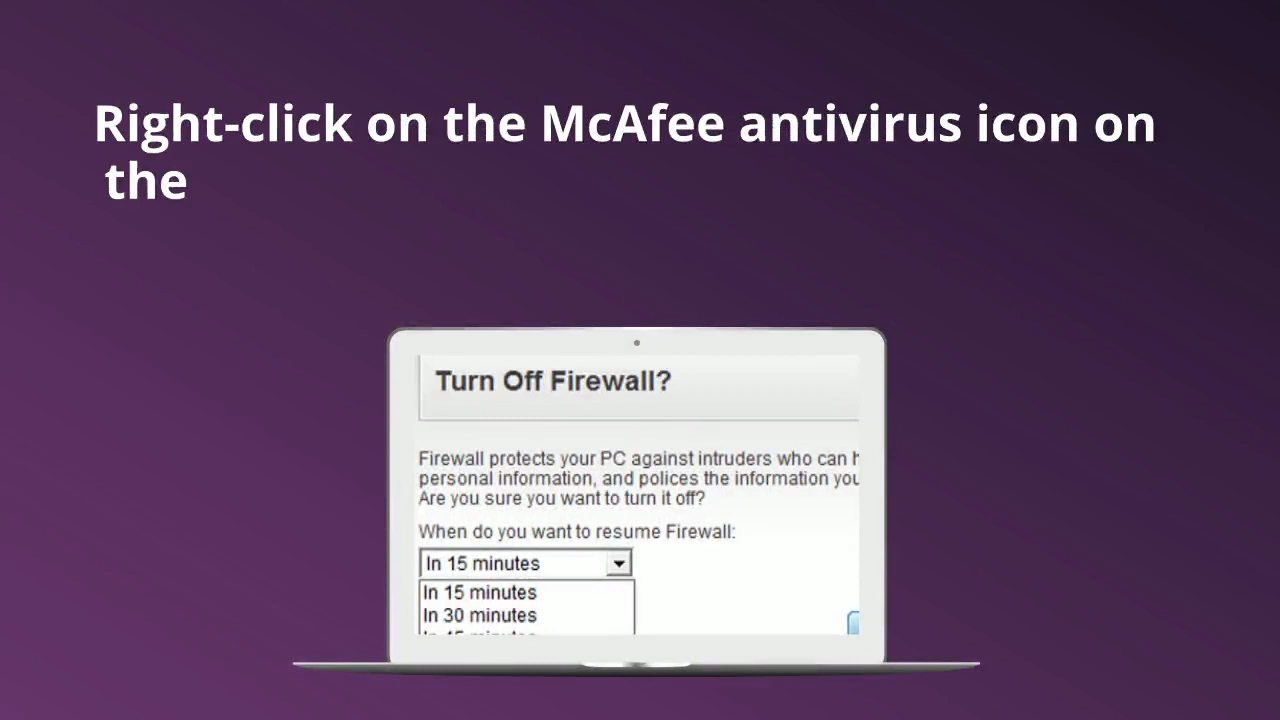 Right-click on the McAfee antivirus icon on
the
Turn Off Firewall?
Firewall protects your PC against intruders who can
personal information, and polices the information you
Are you sure you want to turn it off?
When do you want to resume Firewall:
In 15 minutes
In 15 minutes
In 30 minutes